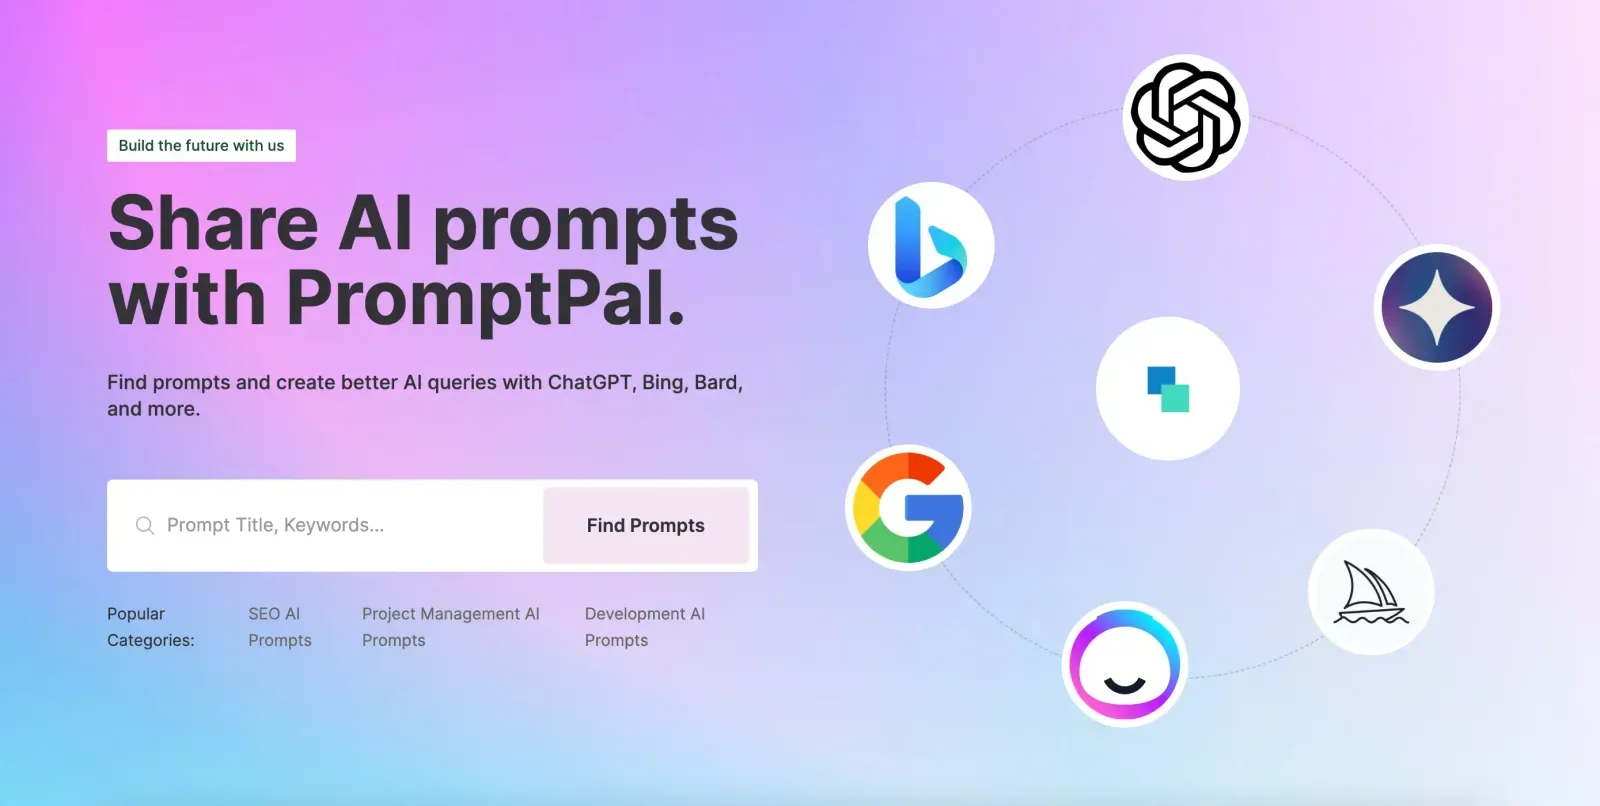 Build the future with us
Share AI prompts
with PromptPal.
Find prompts and create better AI queries with ChatGPT, Bing, Bard,
and more.
Prompt Title, Keywords...
Find Prompts
Popular
Categories:
SEO AI
Prompts
Project Management AI
Prompts
Development AI
Prompts